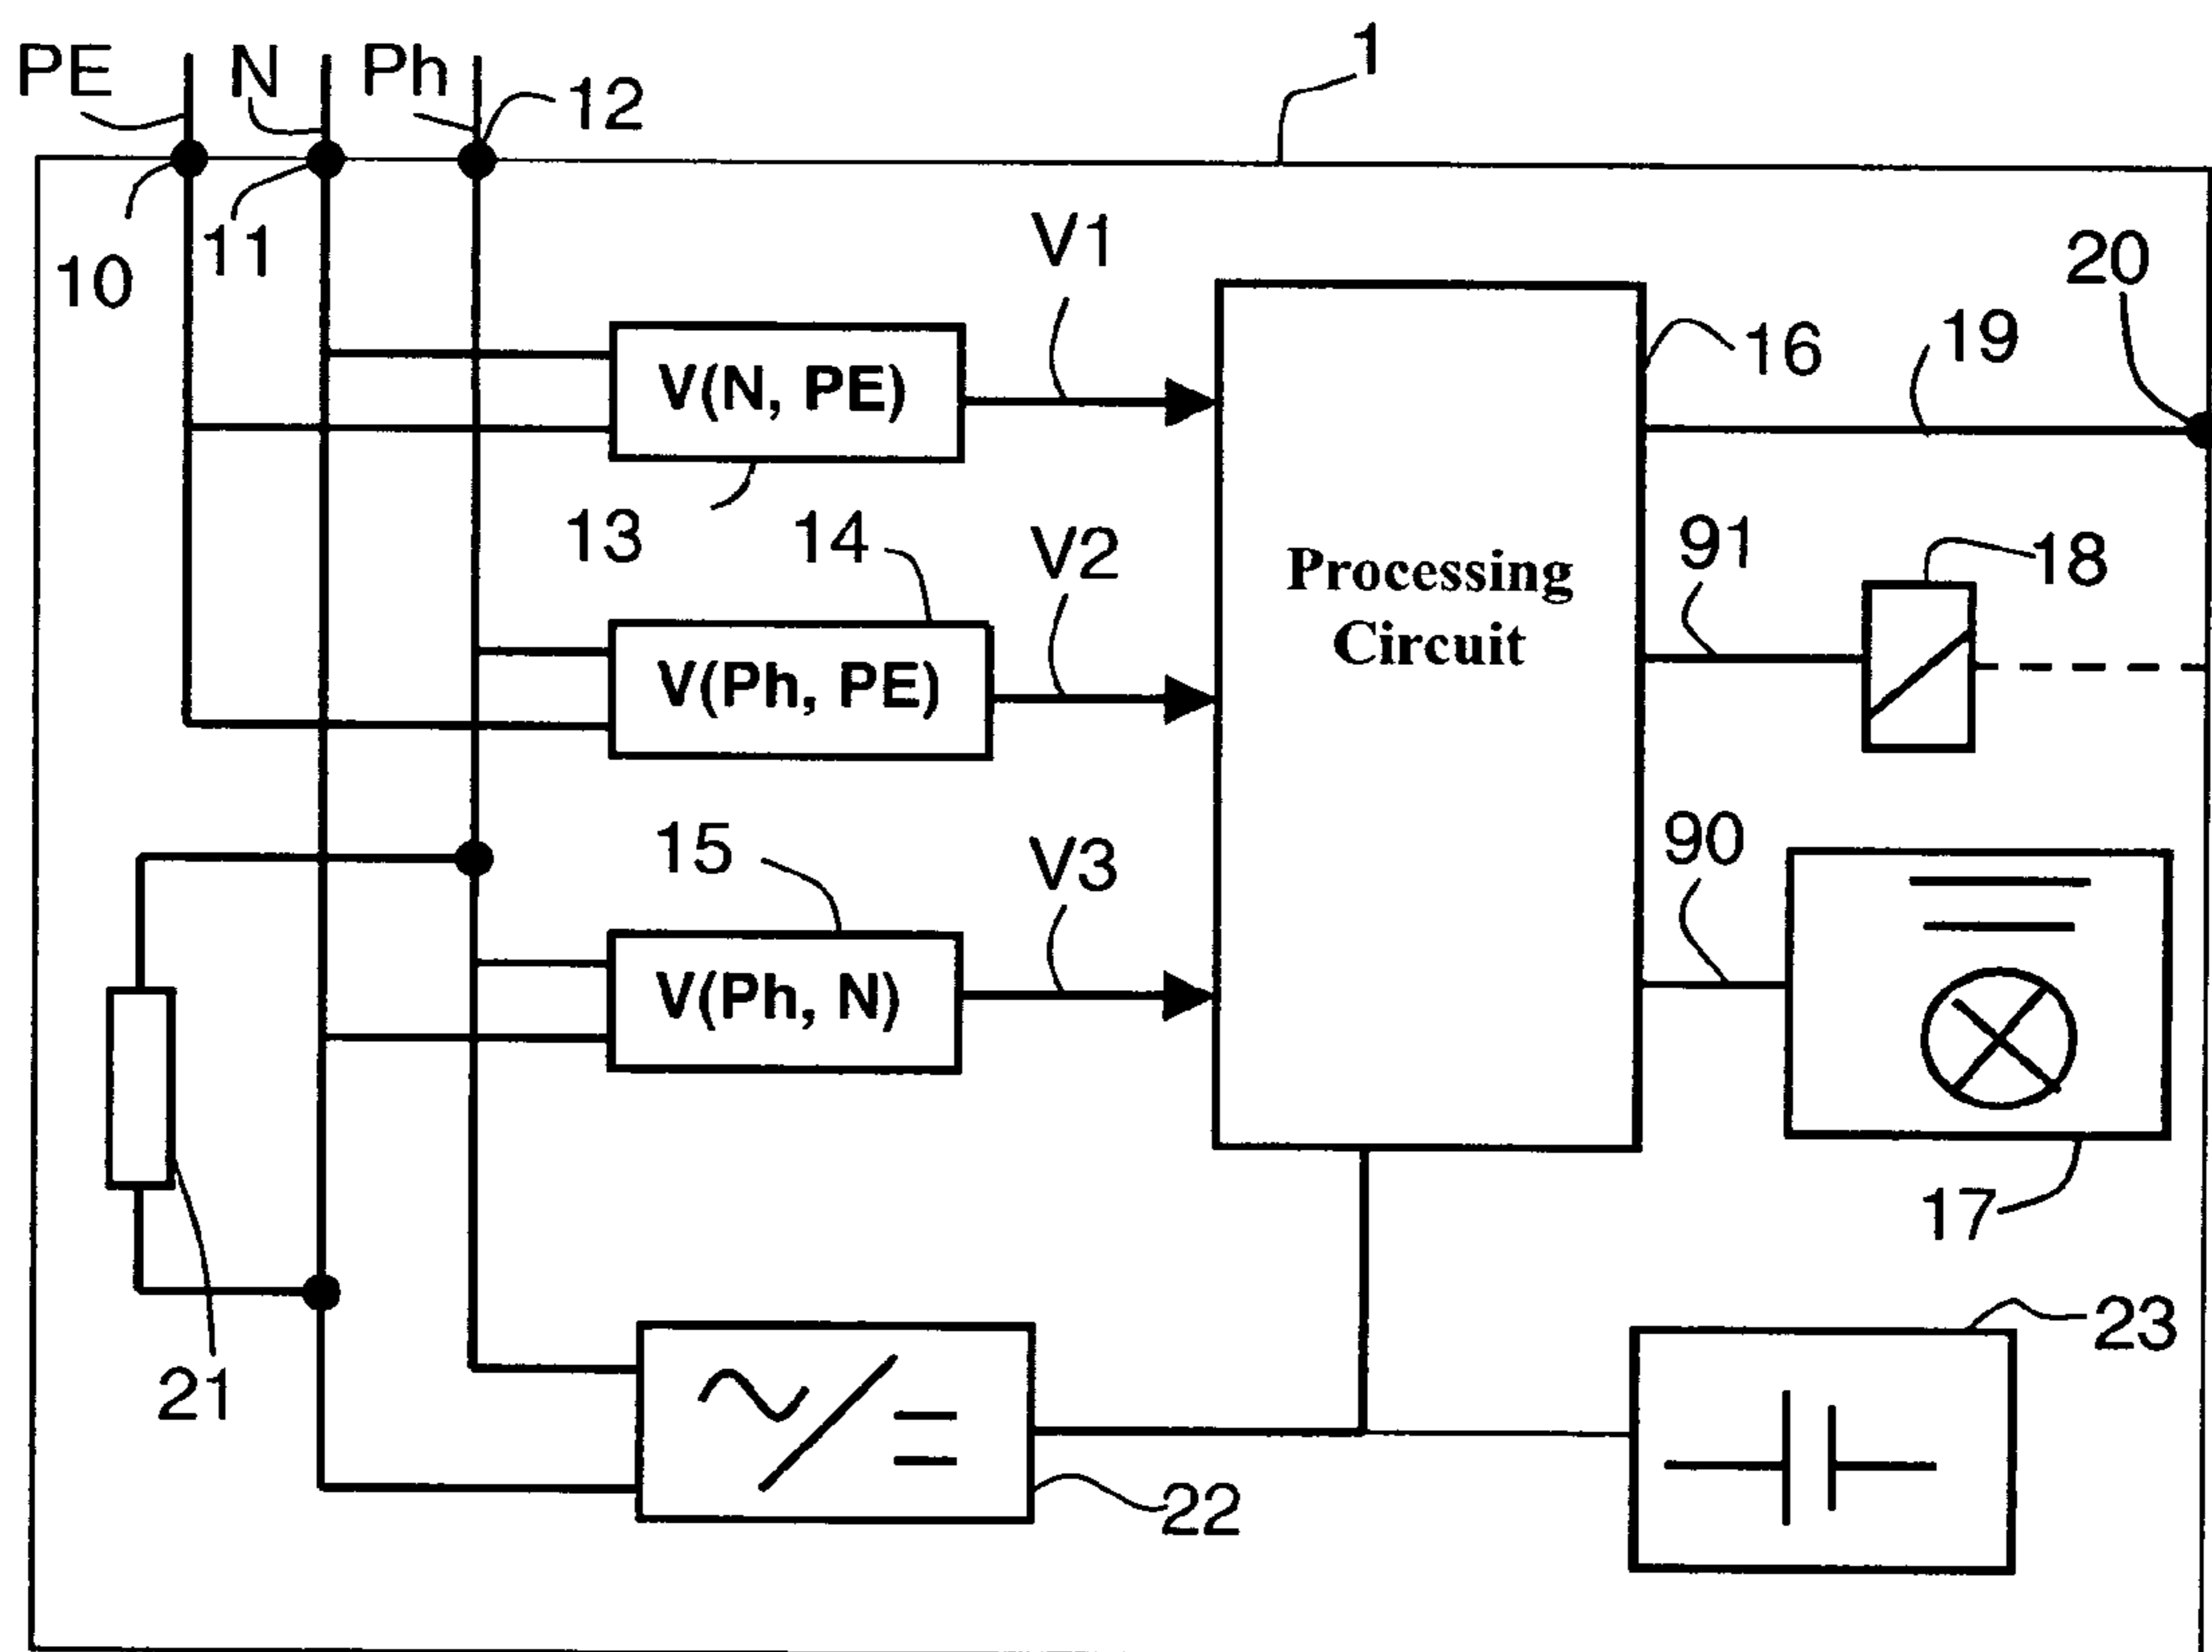 PE N Ph 12 1
10 11
V1
20
V(N, PE)
16 19
13 14 V2
91 18
Processing
Circuit
V(Ph, PE)
15 V3
90
V(Ph, N)
17
21
23
22